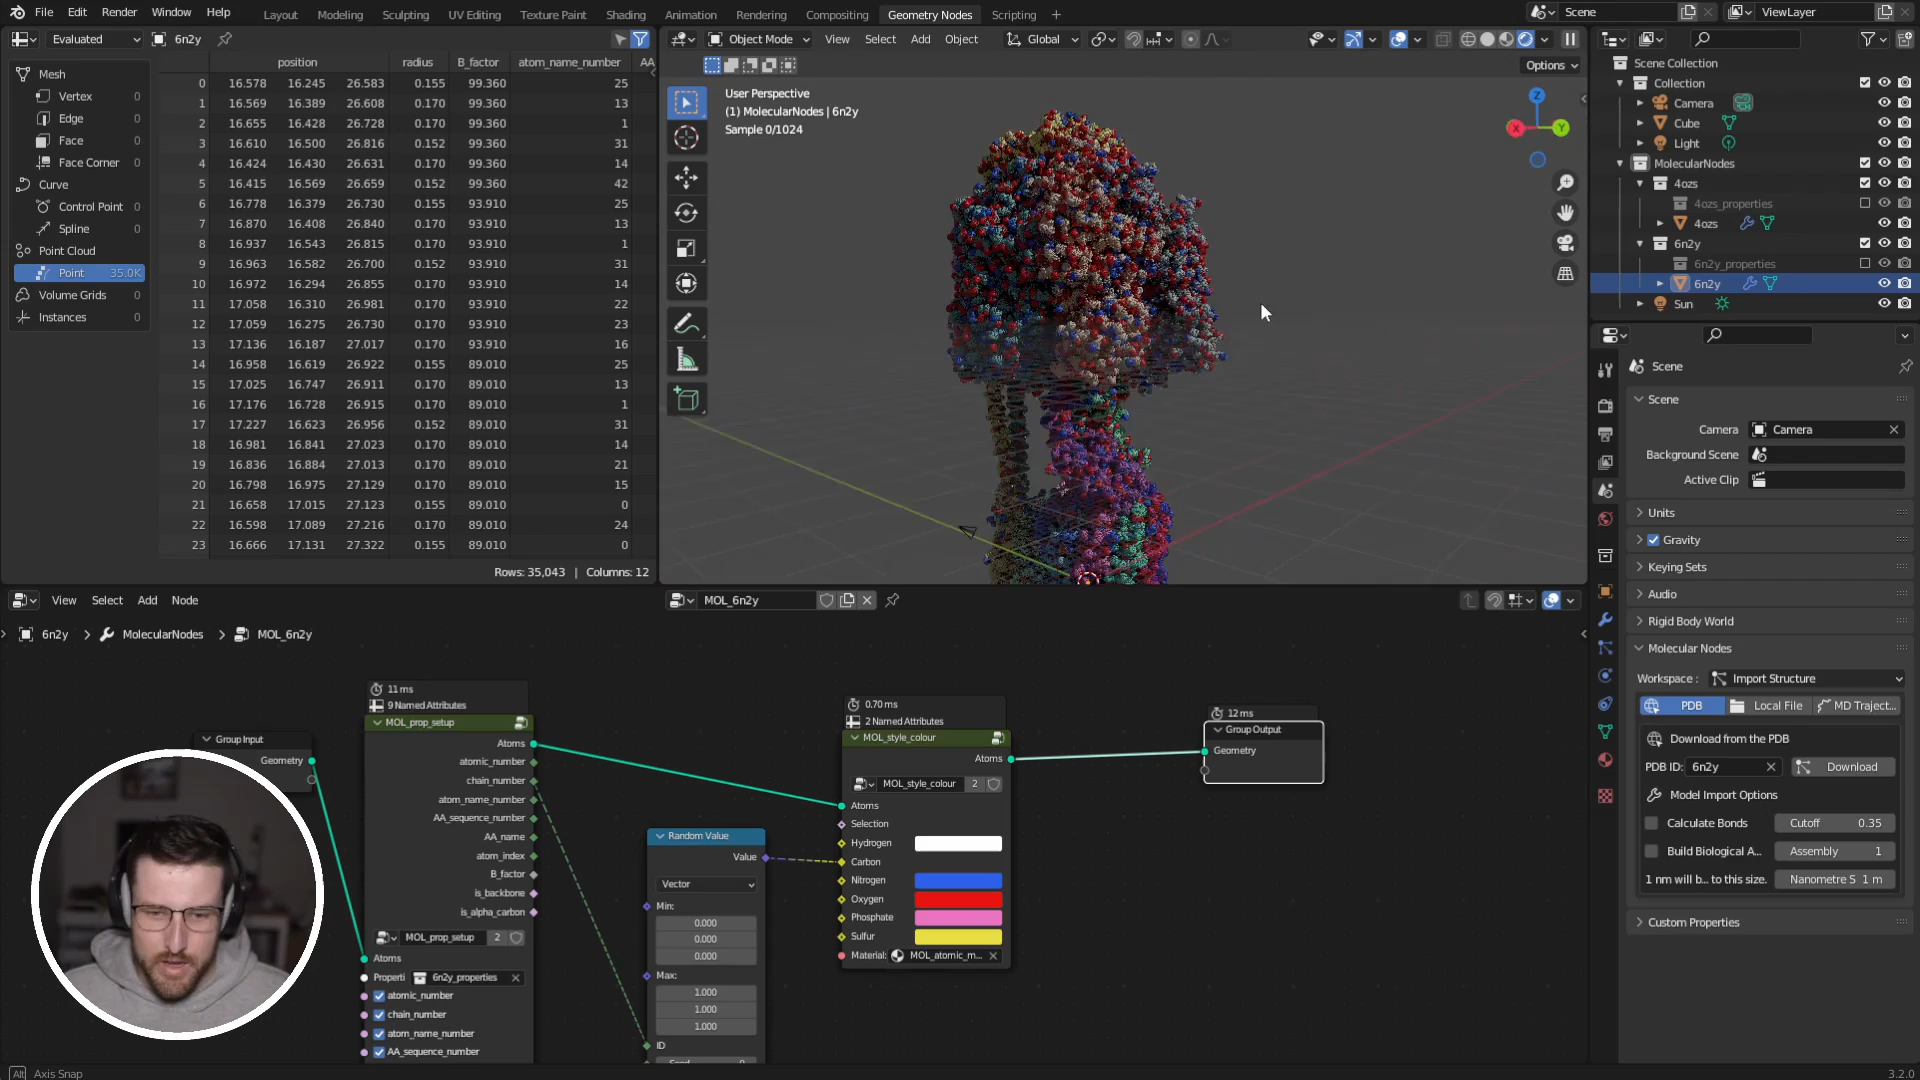 File Edit Render Window Help
Layout Modeling Sculpting UV Editing Texture Paint Shading Animation Rendering Compositing Geometry Nodes Scripting +
Scene
ViewLayer
Evaluated
6n2y
Mesh
Vertex 0
Edge 0
Face 0
Face Corner 0
Curve
Control Point 0
Spline 0
Point Cloud
Point 35.0K
Volume Grids 0
Instances 0
position radius B_factor atom_name_number AA
0 16.578 16.245 26.583 0.155 99.360 25
1 16.569 16.389 26.608 0.170 99.360 13
2 16.655 16.428 26.728 0.170 99.360 1
3 16.610 16.500 26.816 0.152 99.360 31
4 16.424 16.430 26.631 0.170 99.360 14
5 16.415 16.569 26.659 0.152 99.360 42
6 16.778 16.379 26.730 0.155 93.910 25
7 16.870 16.408 26.840 0.170 93.910 13
8 16.937 16.543 26.815 0.170 93.910 1
9 16.963 16.582 26.700 0.152 93.910 31
10 16.972 16.294 26.855 0.170 93.910 14
11 17.058 16.310 26.981 0.170 93.910 22
12 17.059 16.275 26.730 0.170 93.910 23
13 17.136 16.187 27.017 0.170 93.910 16
14 16.958 16.619 26.922 0.155 89.010 25
15 17.025 16.747 26.911 0.170 89.010 13
16 17.176 16.728 26.915 0.170 89.010 1
17 17.227 16.623 26.956 0.152 89.010 31
18 16.981 16.841 27.023 0.170 89.010 14
19 16.836 16.884 27.013 0.170 89.010 21
20 16.798 16.975 27.129 0.170 89.010 15
21 16.658 17.015 27.123 0.155 89.010 0
22 16.598 17.089 27.216 0.170 89.010 24
23 16.666 17.131 27.322 0.155 89.010 0
Rows: 35,043 | Columns: 12
Object Mode View Select Add Object Global
Options
User Perspective
(1) MolecularNodes | 6n2y
Sample 0/1024
Z
X
Y
Scene Collection
Collection
Camera
Cube
Light
MolecularNodes
4ozs
4ozs_properties
4ozs
6n2y
6n2y_properties
6n2y
Sun
Scene
Scene
Camera Camera
Background Scene
Active Clip
Units
Gravity
Keying Sets
Audio
Rigid Body World
Molecular Nodes
Workspace : Import Structure
PDB Local File MD Traject...
Download from the PDB
PDB ID: 6n2y Download
Model Import Options
Calculate Bonds Cutoff 0.35
Build Biological A... Assembly 1
1 nm will b... to this size. Nanometre S 1 m
Custom Properties
View Select Add Node
MOL_6n2y
6n2y > MolecularNodes > MOL_6n2y
Group Input
Geometry
11 ms
9 Named Attributes
MOL_prop_setup
Atoms
atomic_number
chain_number
atom_name_number
AA_sequence_number
AA_name
atom_index
B_factor
is_backbone
is_alpha_carbon
MOL_prop_setup 2
Atoms
Properti 6n2y_properties
atomic_number
chain_number
atom_name_number
AA_sequence_number
Random Value
Value
Vector
Min:
0.000
0.000
0.000
Max:
1.000
1.000
1.000
ID
0.70 ms
2 Named Attributes
MOL_style_colour
Atoms
MOL_style_colour 2
Atoms
Selection
Hydrogen
Carbon
Nitrogen
Oxygen
Phosphate
Sulfur
Material: MOL_atomic_m...
12 ms
Group Output
Geometry
Alt Axis Snap
3.2.0